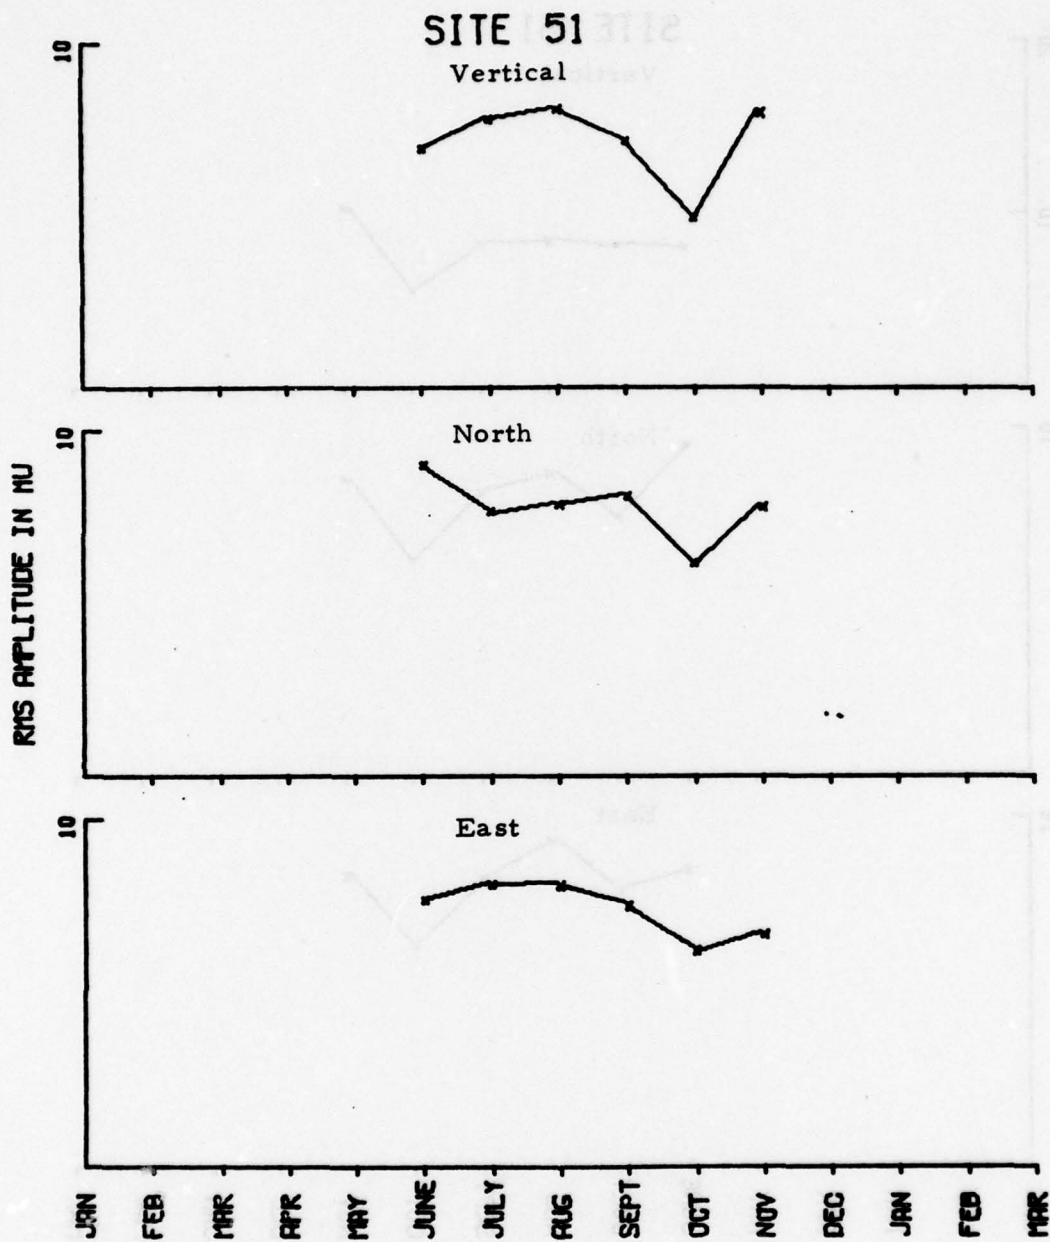 SITE 51
Vertical
10
North
10
RMS AMPLITUDE IN MU
East
10
JAN FEB MAR APR MAY JUNE JULY AUG SEPT OCT NOV DEC JAN FEB MAR